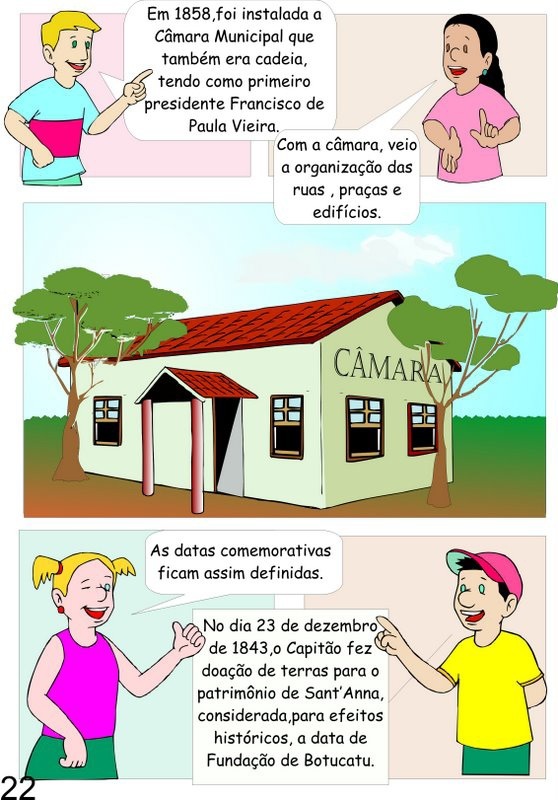 Em 1858,foi instalada a
Câmara Municipal que
também era cadeia,
tendo como primeiro
presidente Francisco de
Paula Vieira.
Com a câmara, veio
a organização das
ruas , praças e
edifícios.
CÂMARA
As datas comemorativas
ficam assim definidas.
No dia 23 de dezembro
de 1843,o Capitão fez
doação de terras para o
patrimônio de Sant'Anna,
considerada,para efeitos
históricos, a data de
Fundação de Botucatu.
22